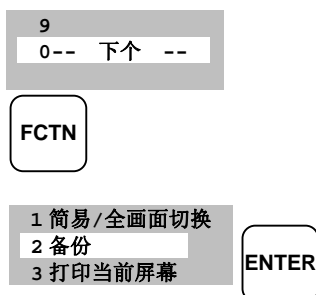 9
0-- 下个 --
FCTN
1 简易/全画面切换
2 备份
3 打印当前屏幕
ENTER